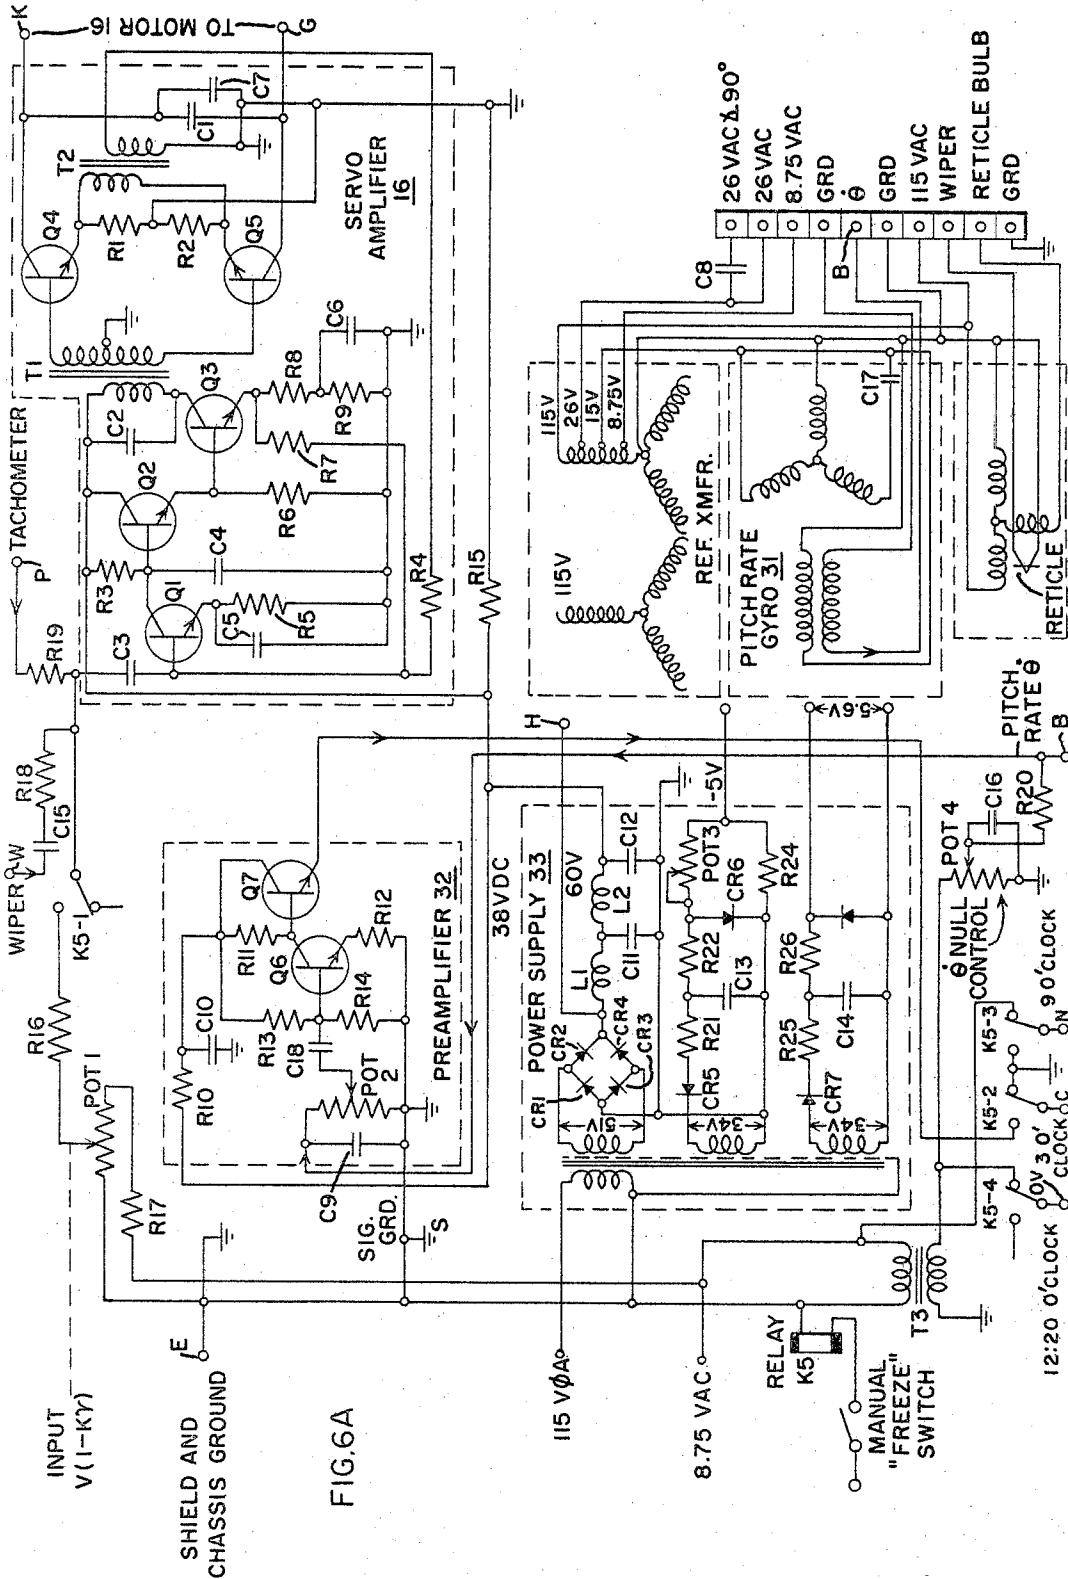 INPUT
V(1-Kγ)
SHIELD AND
CHASSIS GROUND
E
FIG. 6A
POT 1
R16
R17
WIPER
W
C15
R18
K5-1
TACHOMETER
P
R19
C3
R3
Q1
C5
R5
C4
Q2
R6
C2
T1
Q3
R7
R8
R9
C6
R4
R15
Q4
R1
R2
Q5
T2
C1
C7
SERVO
AMPLIFIER
16
K
TO MOTOR 16
G
R10
C10
R11
Q7
Q6
R12
R13
R14
C18
POT
2
C9
PREAMPLIFIER 32
SIG.
GRD.
S
38VDC
115 VØA
8.75 VAC
RELAY
K5
MANUAL
"FREEZE"
SWITCH
T3
POWER SUPPLY 33
CR1
CR2
CR4
CR3
51V
L1
L2
60V
C11
C12
H
34V
CR5
R21
C13
R22
CR6
POT3
R24
-5V
34V
CR7
R25
C14
R26
5.6V
115V
REF. XMFR.
115V
26V
15V
8.75V
PITCH RATE
GYRO 31
C17
RETICLE
C8
B
26 VAC ∡90°
26 VAC
8.75 VAC
GRD
θ̇
GRD
115 VAC
WIPER
RETICLE BULB
GRD
K5-4
K5-2
K5-3
12:20 O'CLOCK
0V
3 O'
CLOCK
C
9 O'CLOCK
N
θ̇ NULL
CONTROL
POT 4
C16
R20
PITCH
RATE θ̇
B